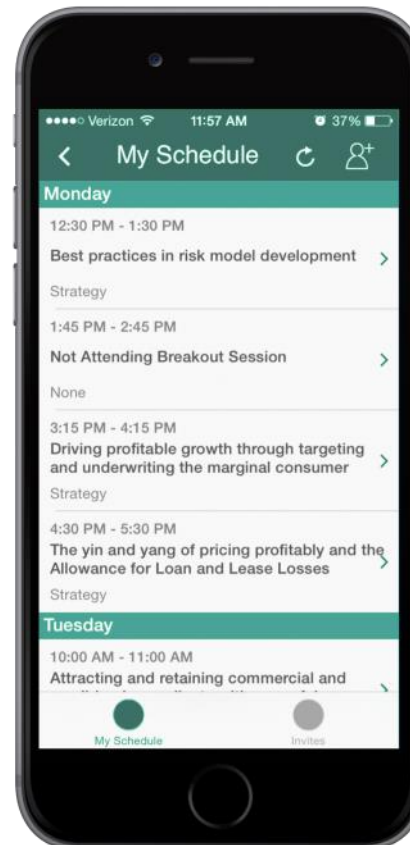 Verizon 11:57 AM 37%
My Schedule
Monday
12:30 PM - 1:30 PM
Best practices in risk model development
Strategy
1:45 PM - 2:45 PM
Not Attending Breakout Session
None
3:15 PM - 4:15 PM
Driving profitable growth through targeting
and underwriting the marginal consumer
Strategy
4:30 PM - 5:30 PM
The yin and yang of pricing profitably and the
Allowance for Loan and Lease Losses
Strategy
Tuesday
10:00 AM - 11:00 AM
Attracting and retaining commercial and
My Schedule Invites